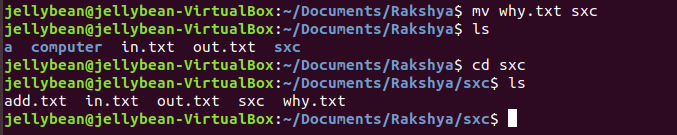 jellybean@jellybean-VirtualBox:~/Documents/Rakshya$ mv why.txt sxc
jellybean@jellybean-VirtualBox:~/Documents/Rakshya$ ls
a  computer  in.txt  out.txt  sxc
jellybean@jellybean-VirtualBox:~/Documents/Rakshya$ cd sxc
jellybean@jellybean-VirtualBox:~/Documents/Rakshya/sxc$ ls
add.txt  in.txt  out.txt  sxc  why.txt
jellybean@jellybean-VirtualBox:~/Documents/Rakshya/sxc$